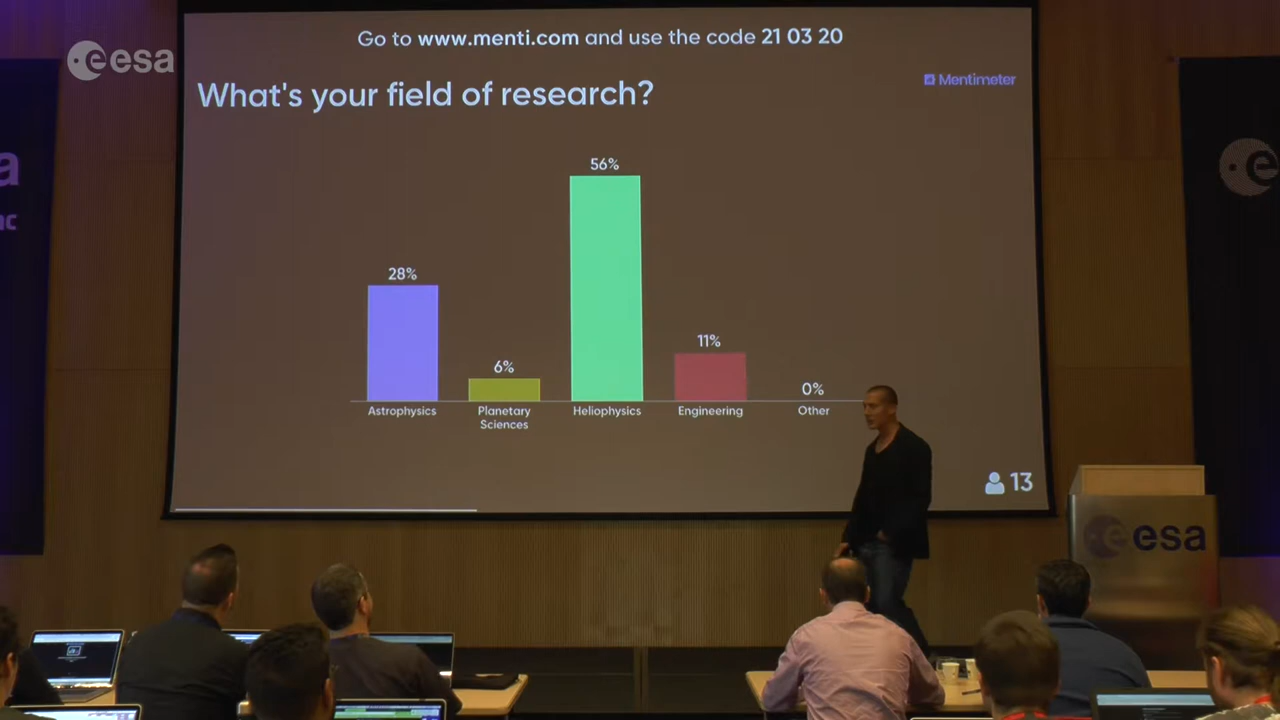 Go to www.menti.com and use the code 21 03 20
esa
What's your field of research?
Mentimeter
56%
28%
11%
6%
0%
Astrophysics
Planetary
Sciences
Heliophysics
Engineering
Other
13
esa